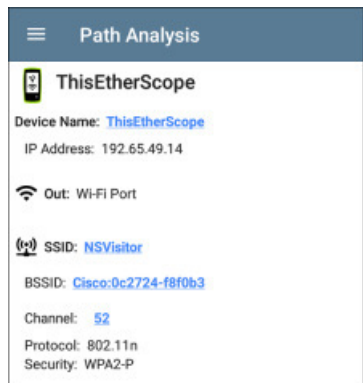 Path Analysis
ThisEtherScope
Device Name: ThisEtherScope
IP Address: 192.65.49.14
Out: Wi-Fi Port
SSID: NSVisitor
BSSID: Cisco:0c2724-f8f0b3
Channel: 52
Protocol: 802.11n
Security: WPA2-P